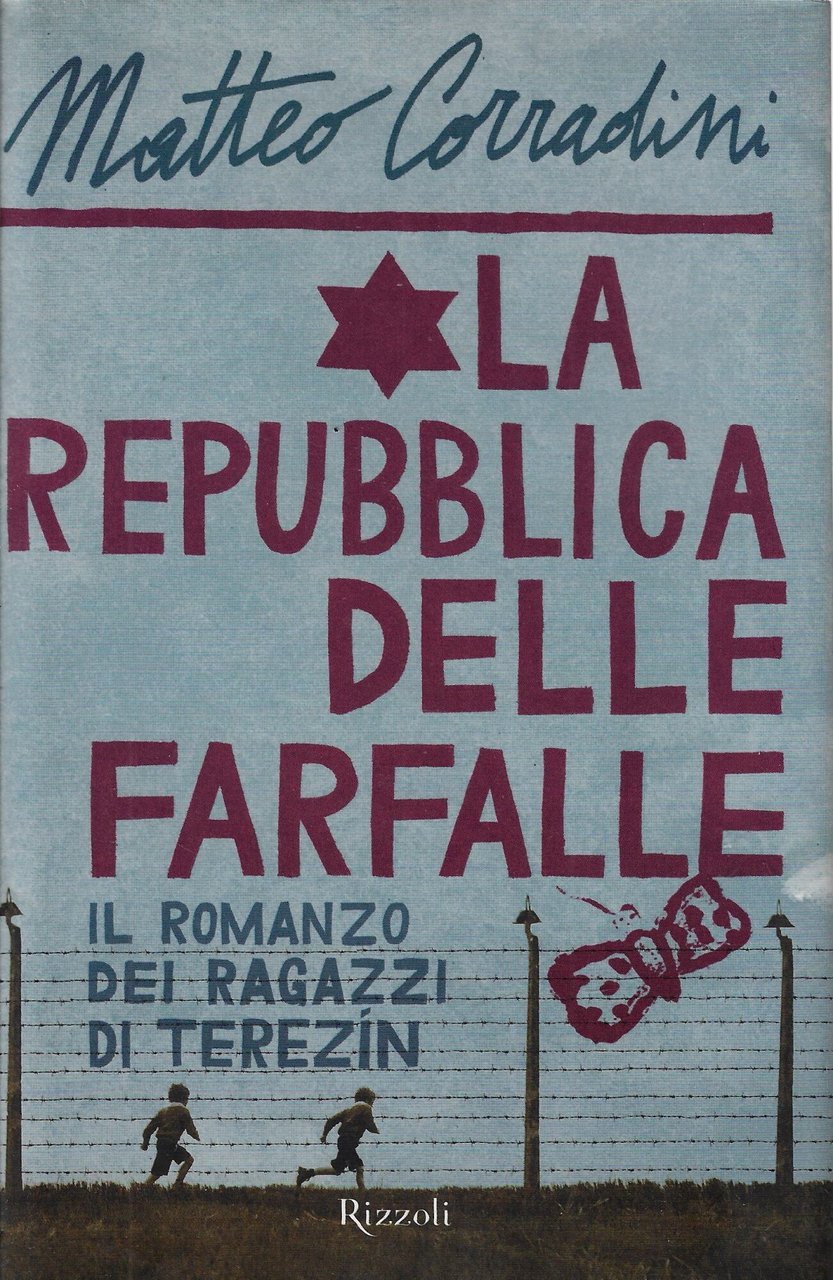 Matteo Corradini
LA
REPUBBLICA
DELLE
FARFALLE
IL ROMANZO
DEI RAGAZZI
DI TEREZÍN
Rizzoli